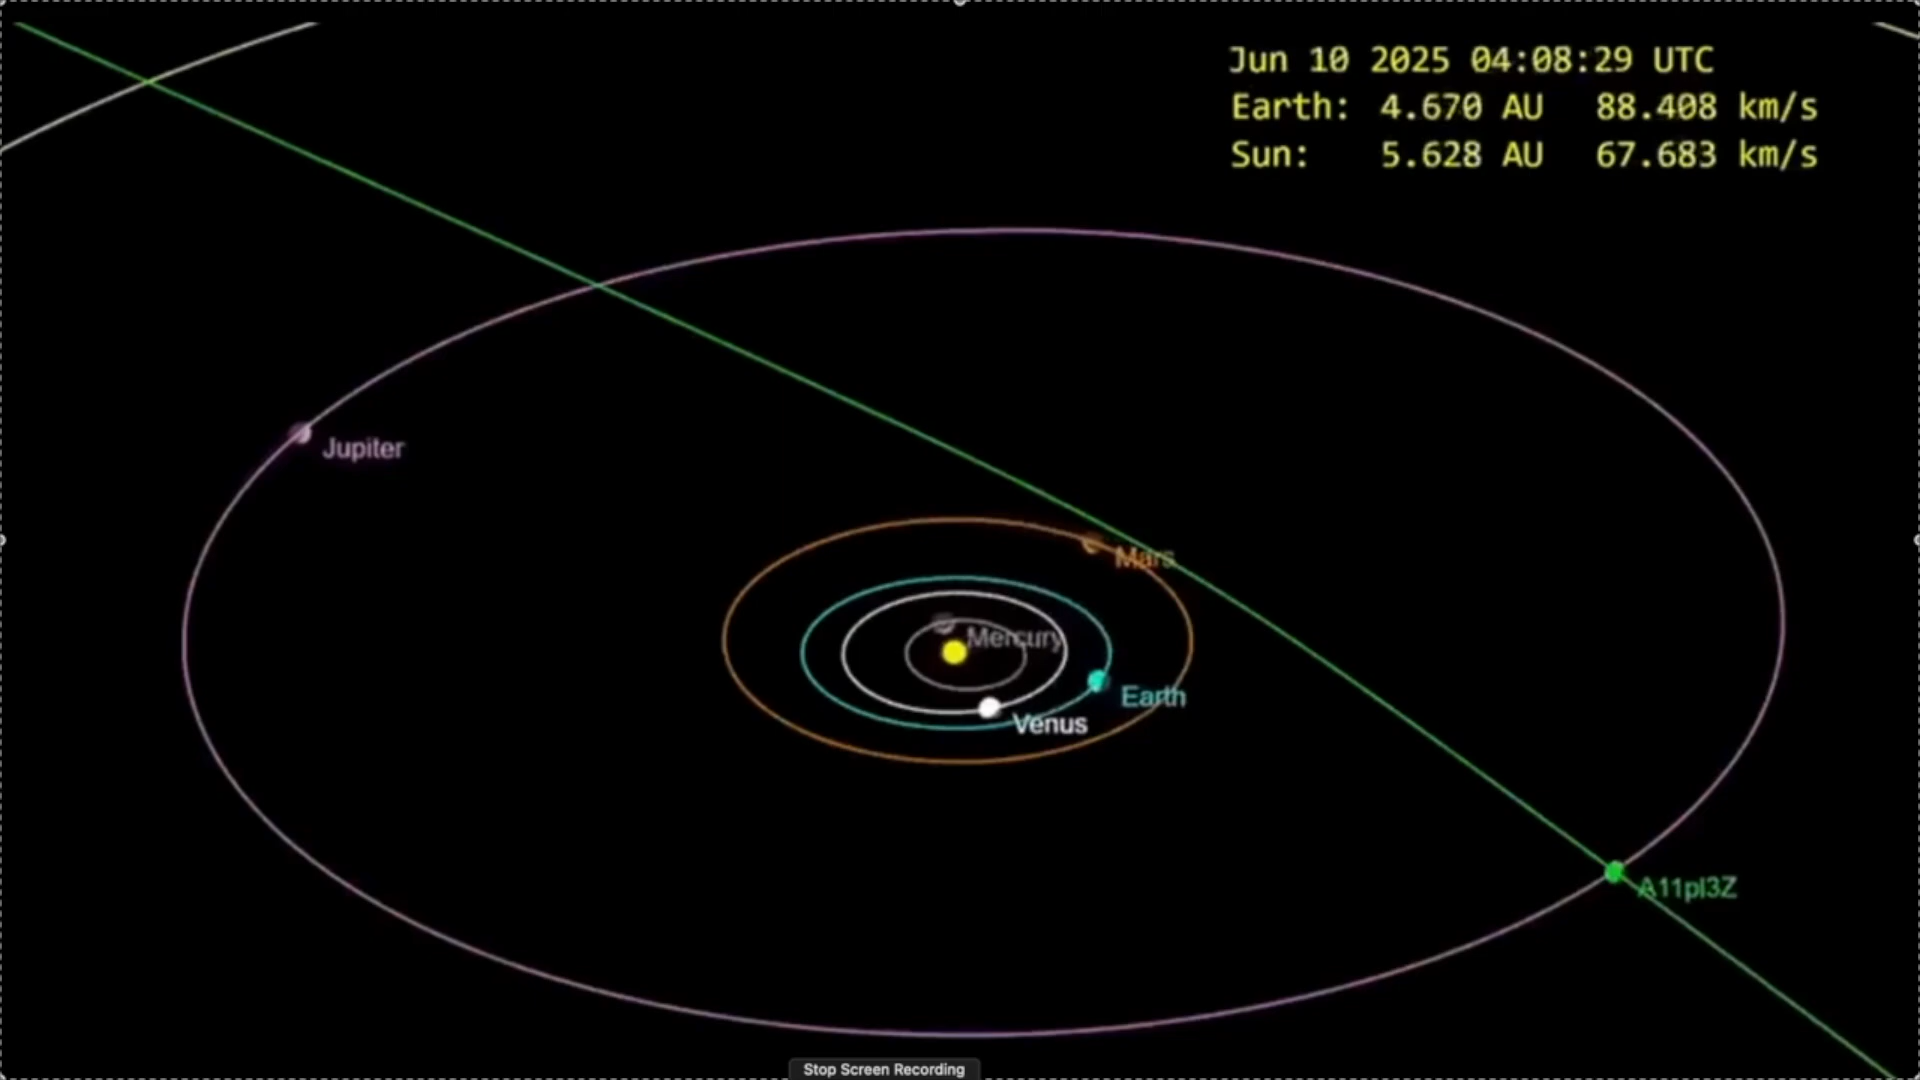 Jun 10 2025 04:08:29 UTC
Earth: 4.670 AU 88.408 km/s
Sun: 5.628 AU 67.683 km/s
Jupiter
Mars
Mercury
Earth
Venus
A11pl3Z
Stop Screen Recording